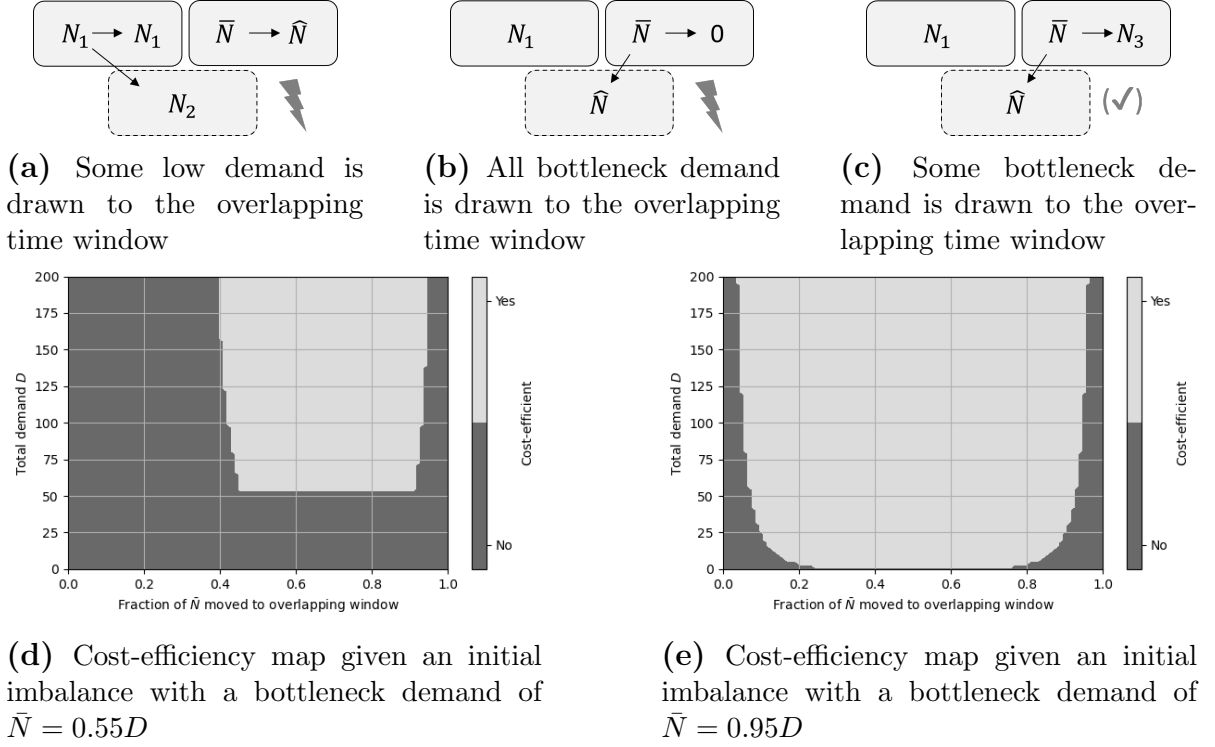 N₁ → N₁
N̄ → N̂
N₂
N₁
N̄ → 0
N̂
N₁
N̄ → N₃
N̂
(✓)
(a) Some low demand is
drawn to the overlapping
time window
(b) All bottleneck demand
is drawn to the overlapping
time window
(c) Some bottleneck de-
mand is drawn to the over-
lapping time window
200
175
150
125
100
75
50
25
0
Total demand D
0.0 0.2 0.4 0.6 0.8 1.0
Fraction of N̄ moved to overlapping window
Yes
No
Cost-efficient
200
175
150
125
100
75
50
25
0
Total demand D
0.0 0.2 0.4 0.6 0.8 1.0
Fraction of N̄ moved to overlapping window
Yes
No
Cost-efficient
(d) Cost-efficiency map given an initial
imbalance with a bottleneck demand of
N̄ = 0.55D
(e) Cost-efficiency map given an initial
imbalance with a bottleneck demand of
N̄ = 0.95D